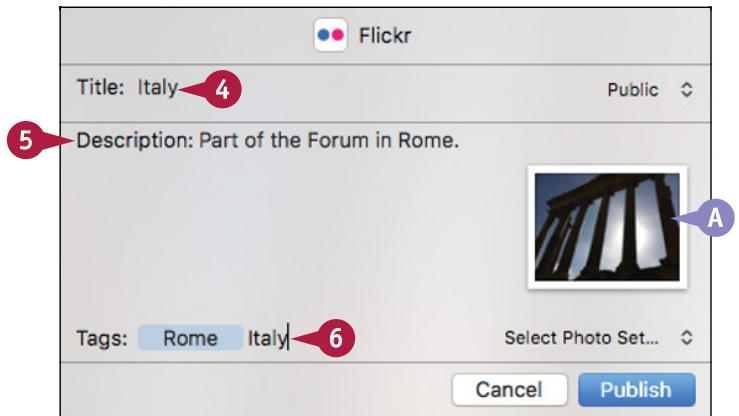 Flickr
Title: Italy 4 Public
5 Description: Part of the Forum in Rome.
A
Tags: Rome Italy 6 Select Photo Set...
Cancel Publish